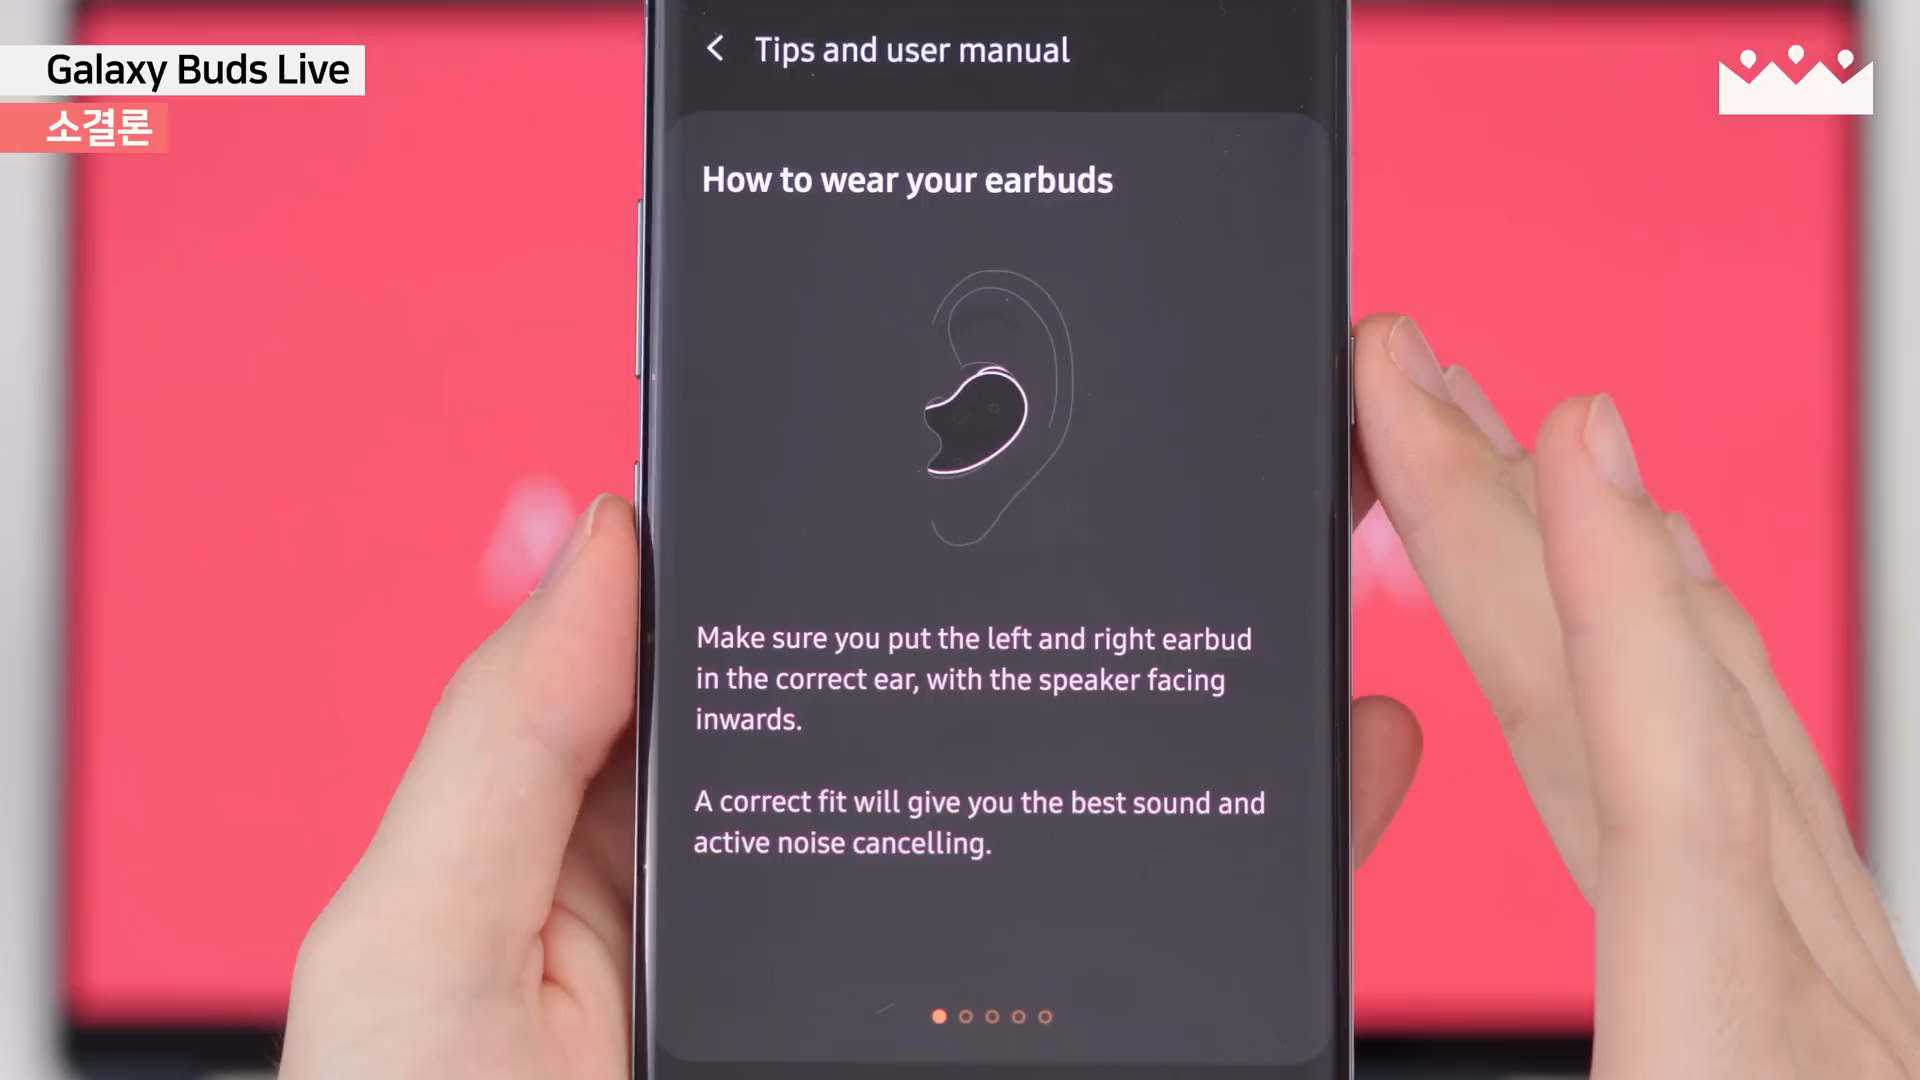 Galaxy Buds Live
소결론
Tips and user manual
How to wear your earbuds
Make sure you put the left and right earbud
in the correct ear, with the speaker facing
inwards.
A correct fit will give you the best sound and
active noise cancelling.